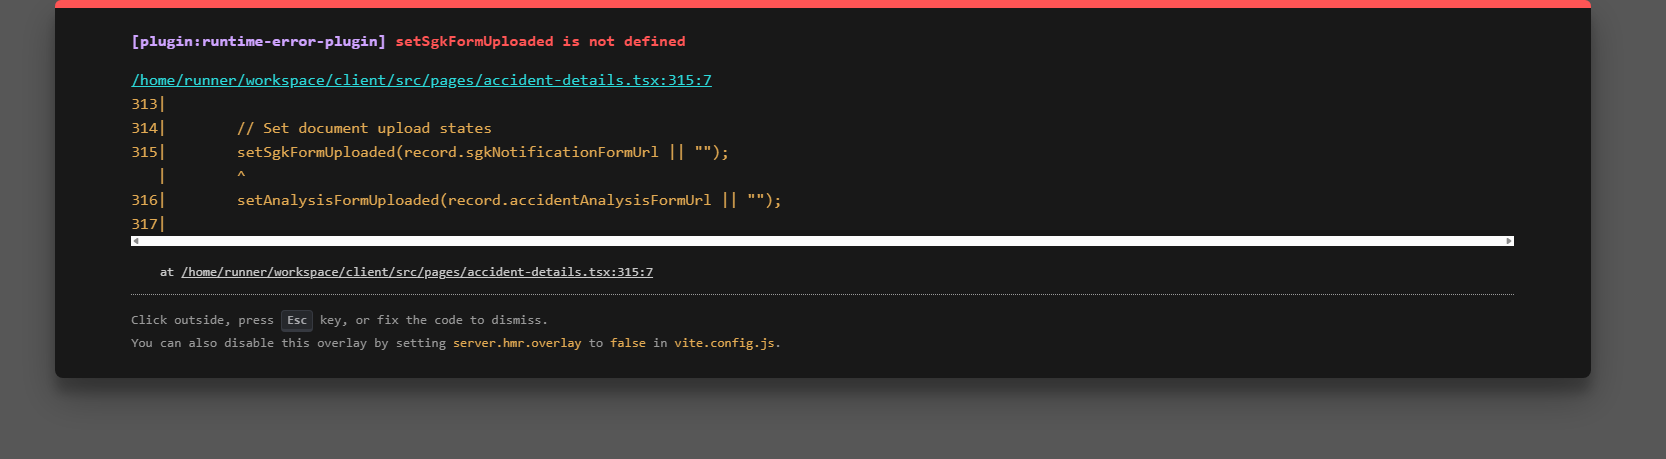 [plugin:runtime-error-plugin] setSgkFormUploaded is not defined
/home/runner/workspace/client/src/pages/accident-details.tsx:315:7
313|
314|        // Set document upload states
315|        setSgkFormUploaded(record.sgkNotificationFormUrl || "");
   |        ^
316|        setAnalysisFormUploaded(record.accidentAnalysisFormUrl || "");
317|
at /home/runner/workspace/client/src/pages/accident-details.tsx:315:7
Click outside, press Esc key, or fix the code to dismiss.
You can also disable this overlay by setting server.hmr.overlay to false in vite.config.js.